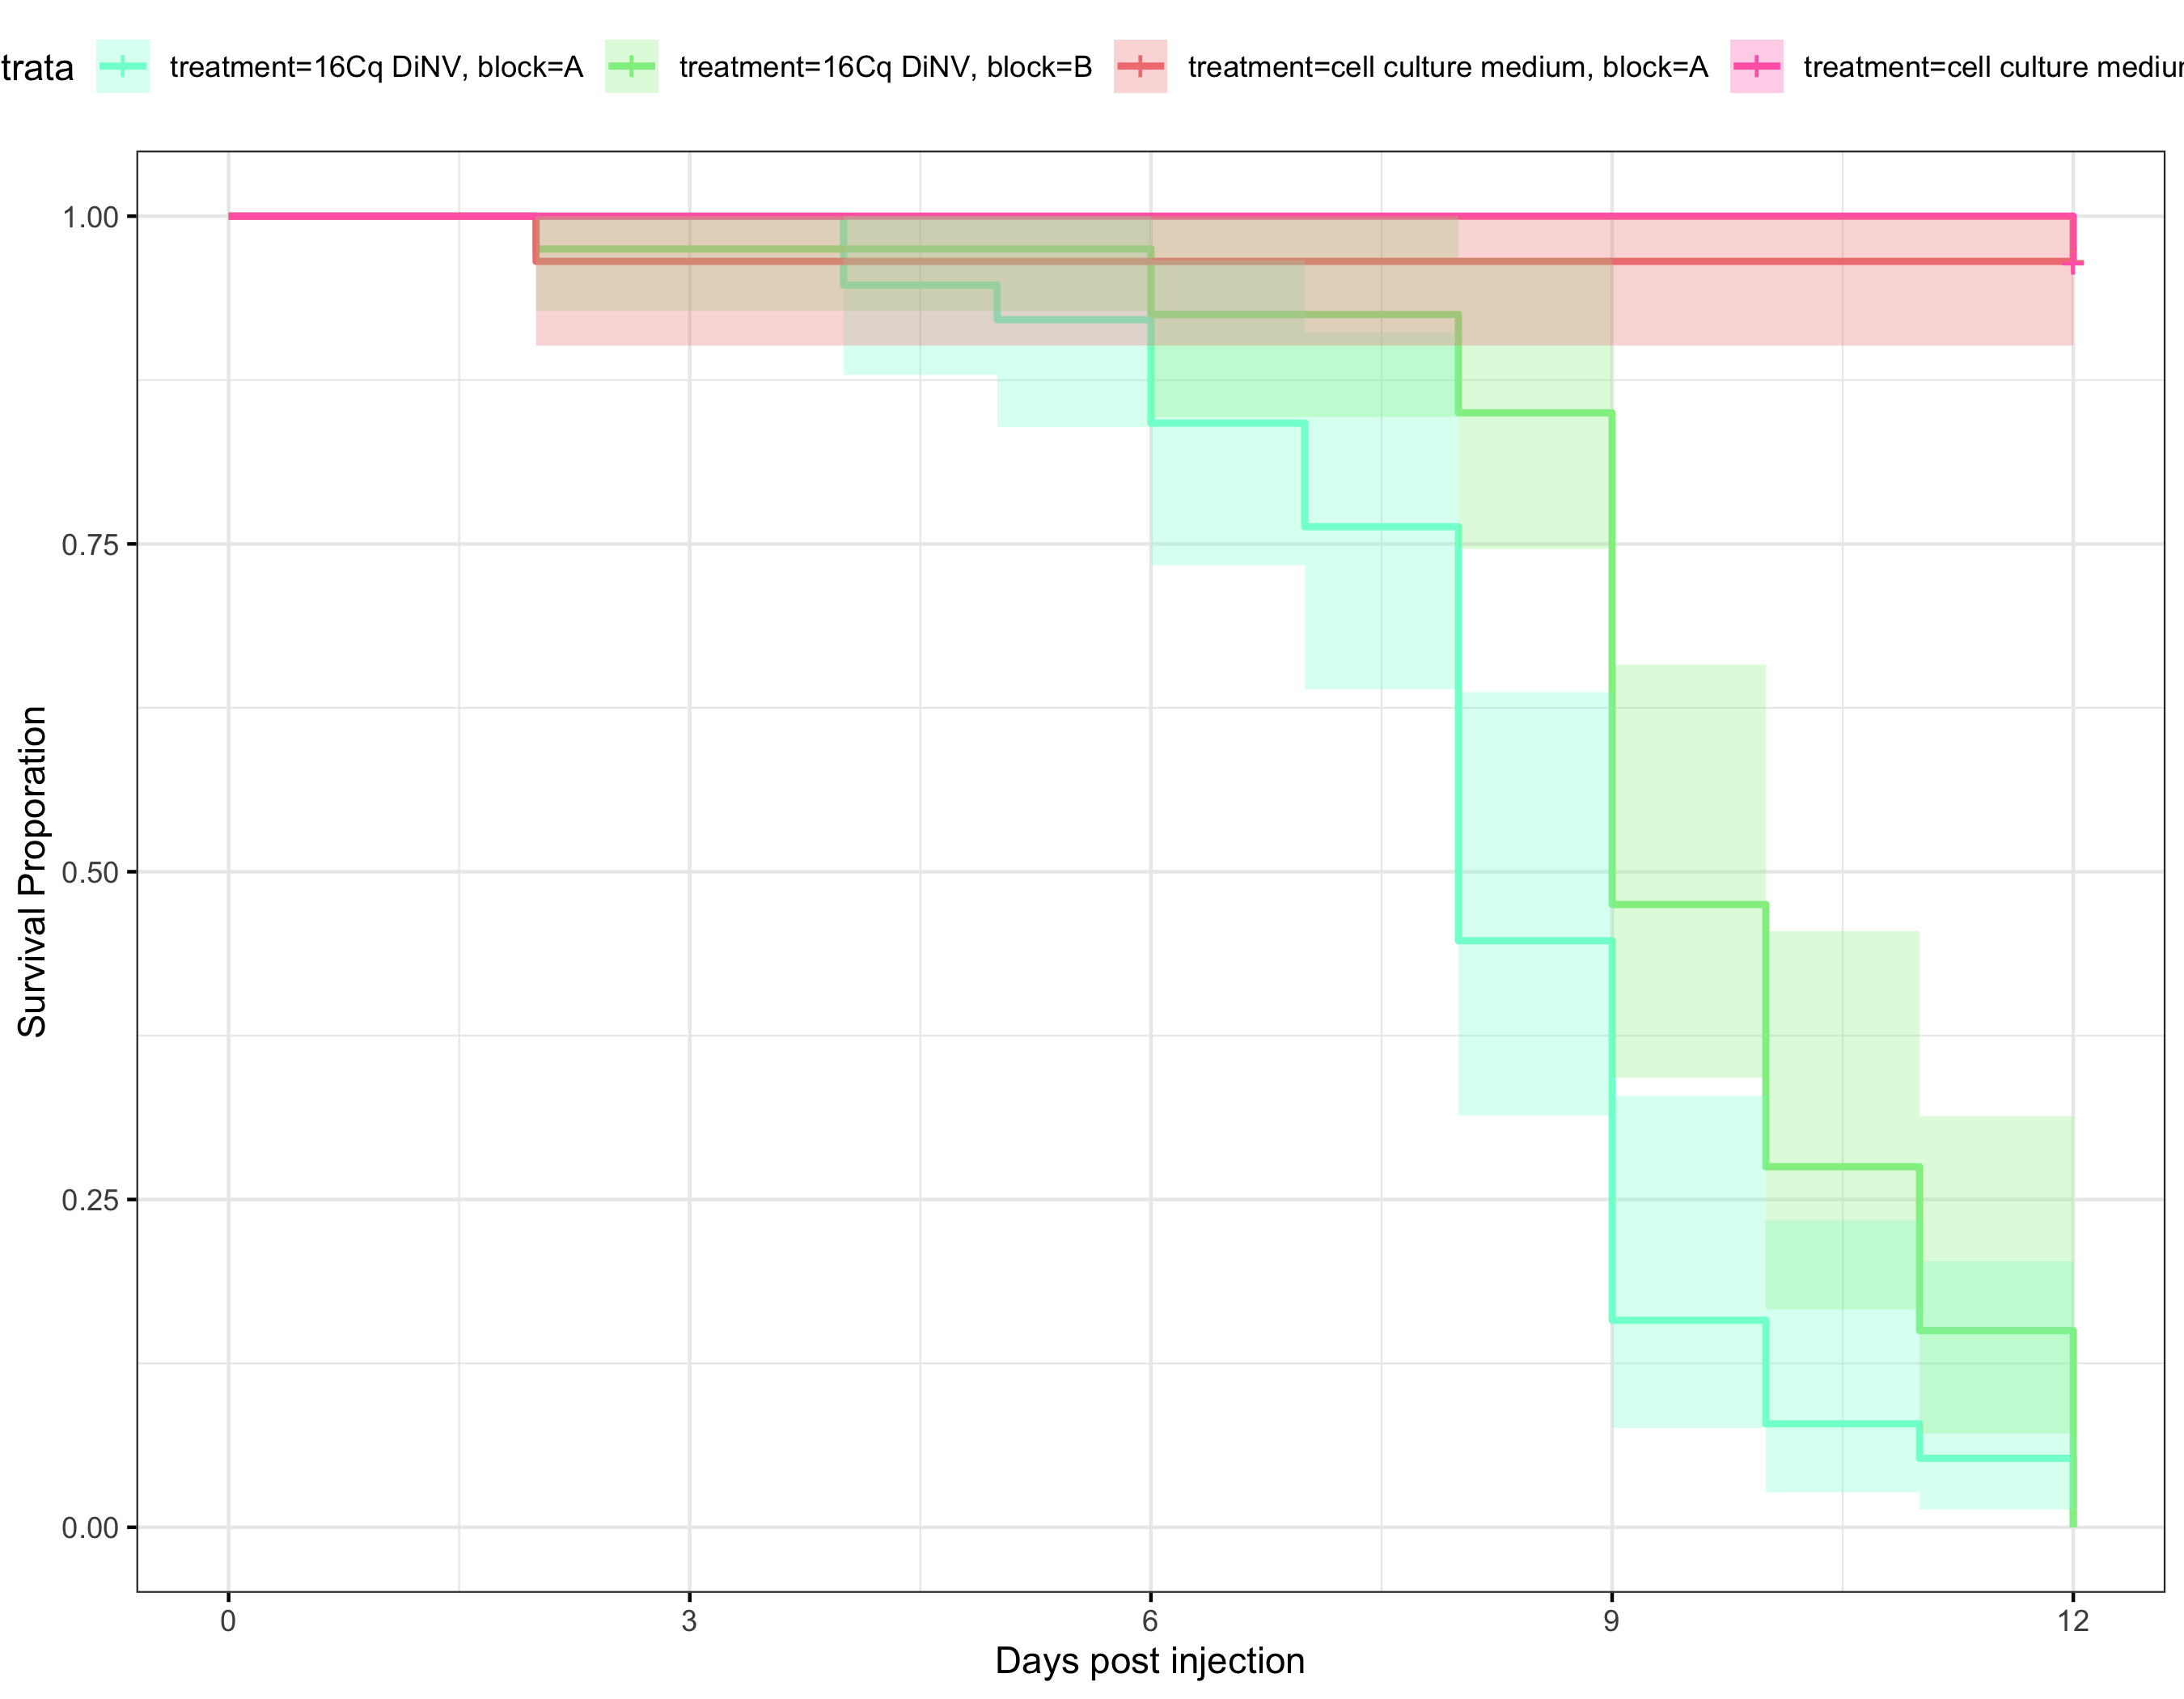 trata treatment=16Cq DiNV, block=A treatment=16Cq DiNV, block=B treatment=cell culture medium, block=A treatment=cell culture
1.00
0.75
0.50
0.25
0.00
Survival Proporation
0 3 6 9 12
Days post injection